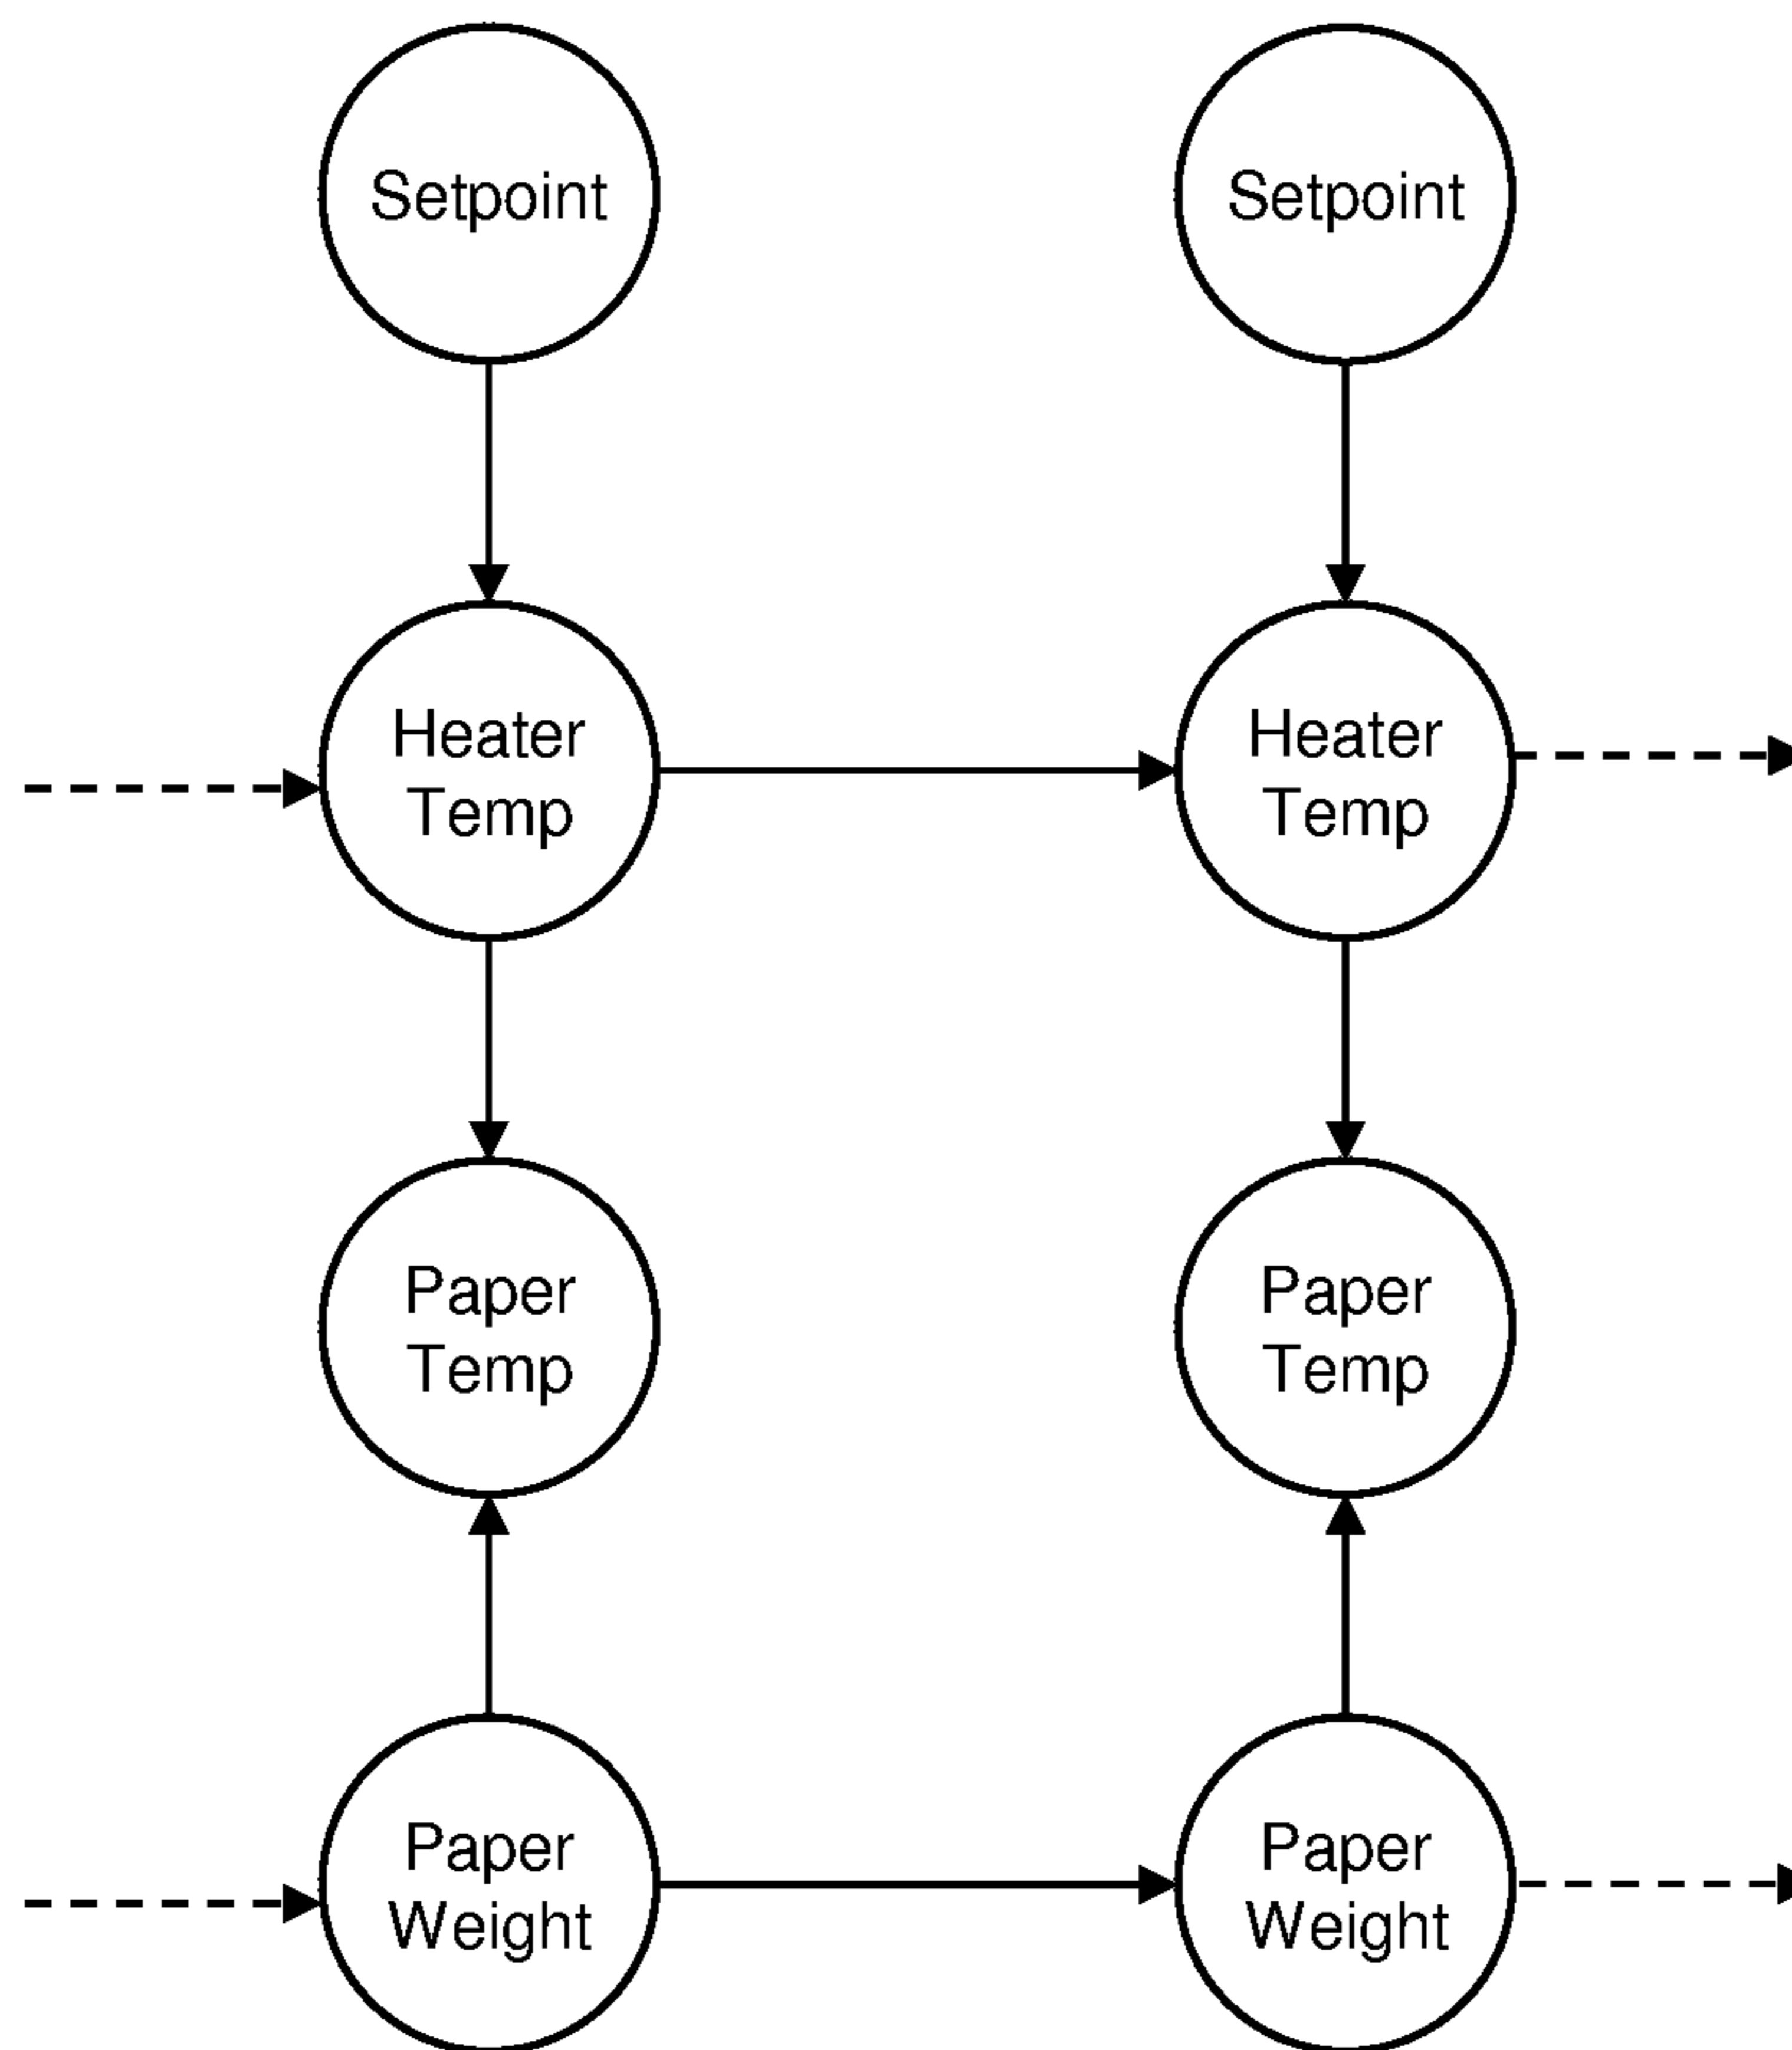 Setpoint
Setpoint
Heater
Temp
Heater
Temp
Paper
Temp
Paper
Temp
Paper
Weight
Paper
Weight